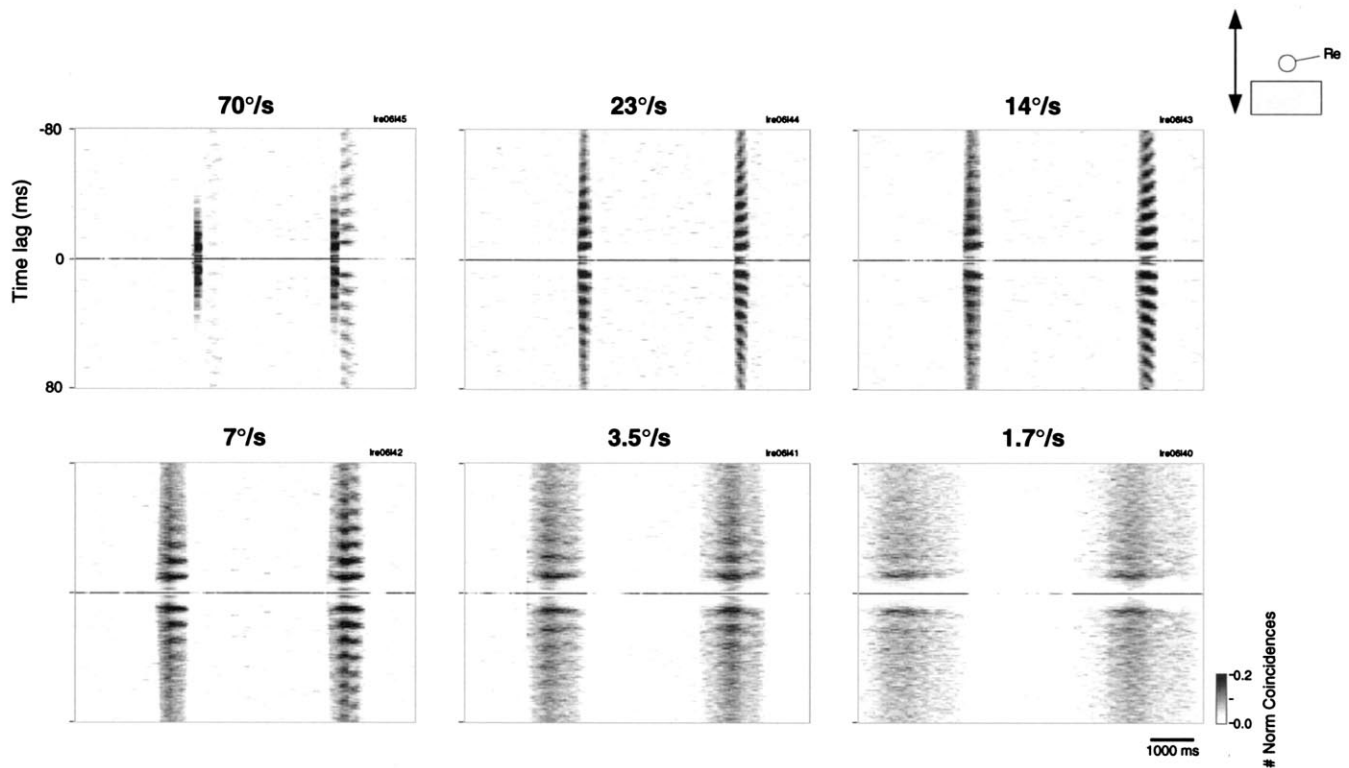 Re
70°/s
23°/s
14°/s
lre06l45
lre06l44
lre06l43
-80
0
80
Time lag (ms)
7°/s
3.5°/s
1.7°/s
lre06l42
lre06l41
lre06l40
0.2
0.0
# Norm Coincidences
1000 ms